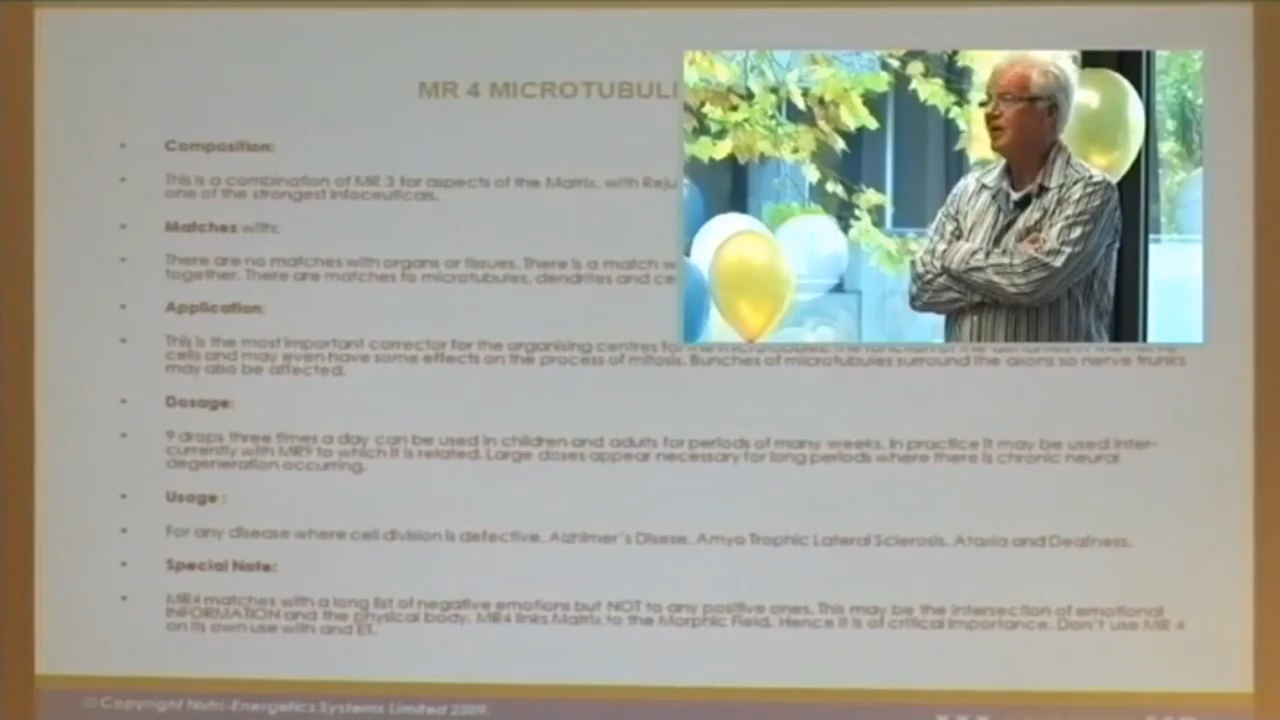 MR 4 MICROTUBULI
Composition:
This is a combination of MR 3 for aspects of the Matrix, with Reju
one of the strongest infoceuticals.
Matches with:
There are no matches with organs or tissues. There is a match w
together. There are matches to microtubules, dendrites and ce
Application:
This is the most important corrector for the organising centres for the microtubules. The function of the
cells and may even have some effects on the process of mitosis. Bunches of microtubules surround the axons so nerve trunks
may also be affected.
Dosage:
9 drops three times a day can be used in children and adults for periods of many weeks. In practice it may be used inter-
currently with MR9 to which it is related. Large doses appear necessary for long periods where there is chronic neural
degeneration occurring.
Usage :
For any disease where cell division is defective. Alzhimer's Disese. Amyo Trophic Lateral Sclerosis. Ataxia and Deafness.
Special Note:
MR4 matches with a long list of negative emotions but NOT to any positive ones. This may be the intersection of emotional
INFORMATION and the physical body. MR4 links Matrix to the Morphic Field. Hence it is of critical importance. Don't use MR 4
on its own use with and ET.
© Copyright Nutri-Energetics Systems Limited 2009.